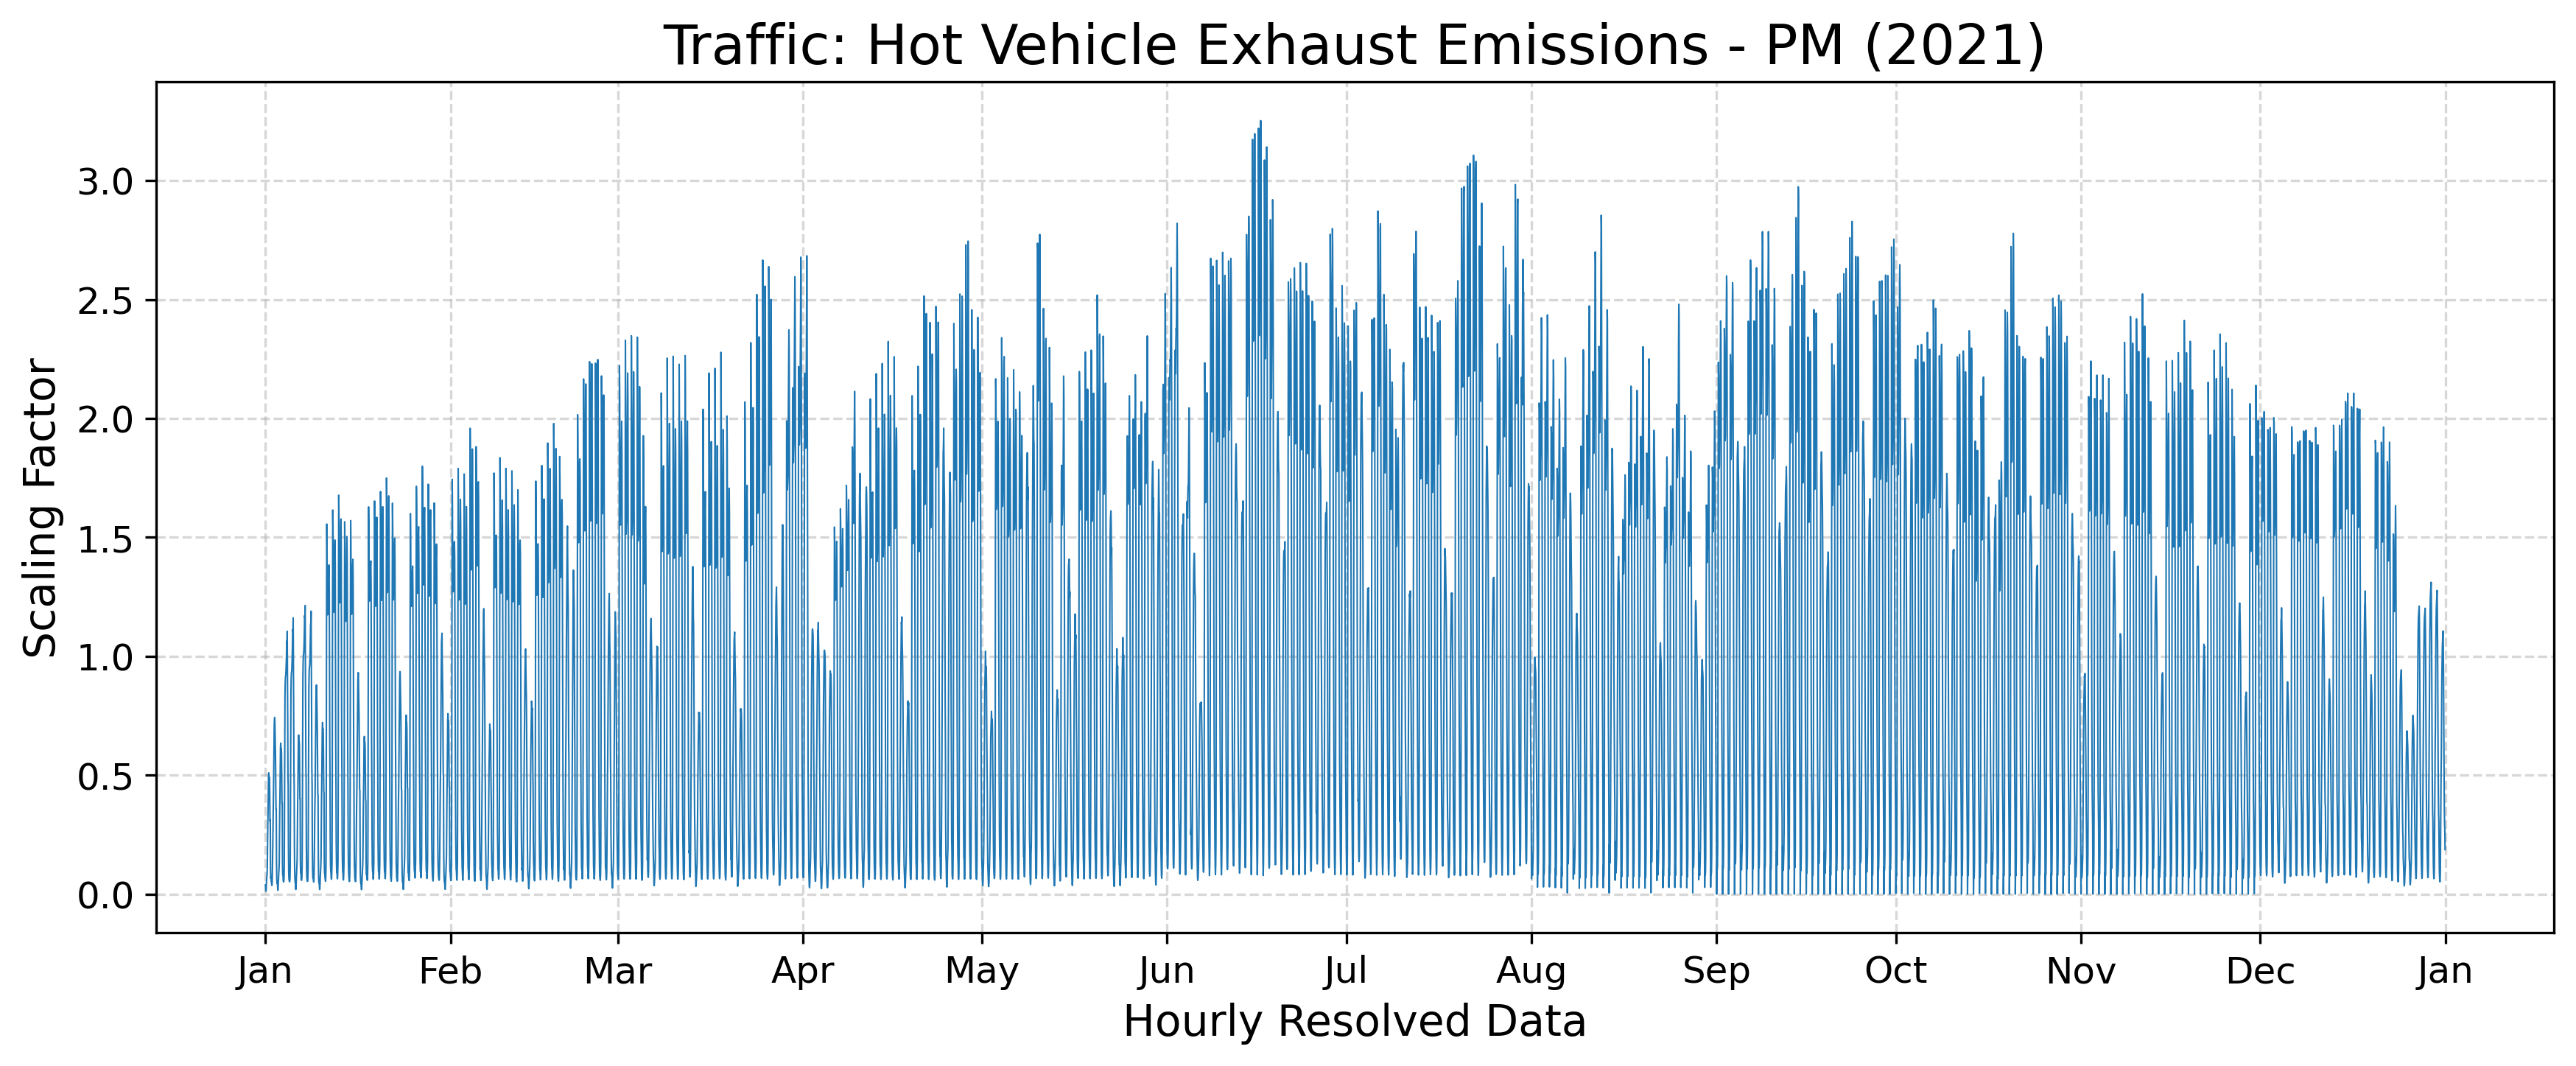 Traffic: Hot Vehicle Exhaust Emissions - PM (2021)
Scaling Factor
3.0
2.5
2.0
1.5
1.0
0.5
0.0
Jan Feb Mar Apr May Jun Jul Aug Sep Oct Nov Dec Jan
Hourly Resolved Data